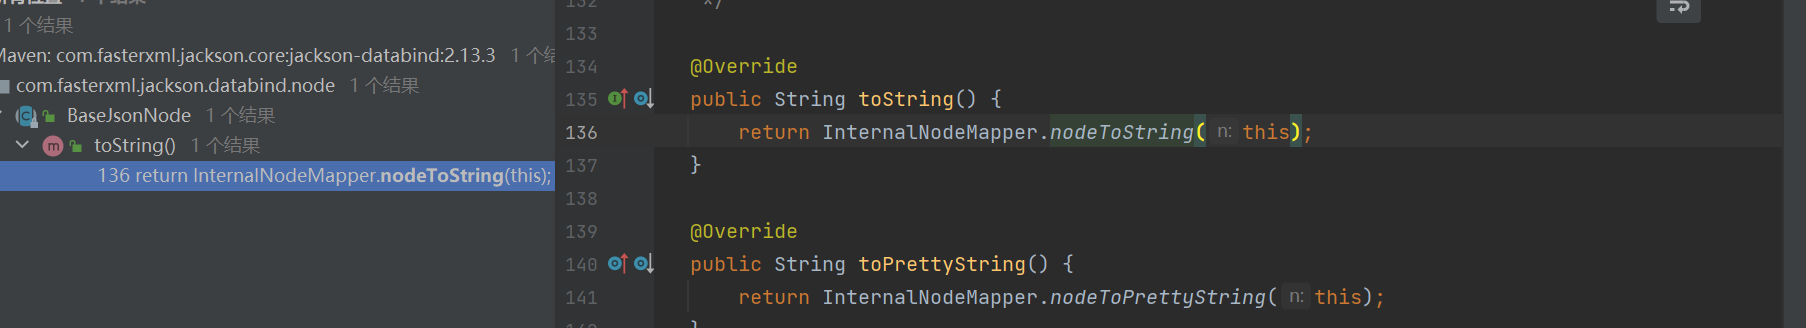 1 个结果
Maven: com.fasterxml.jackson.core:jackson-databind:2.13.3 1 个结
com.fasterxml.jackson.databind.node 1 个结果
BaseJsonNode 1 个结果
toString() 1 个结果
136 return InternalNodeMapper.nodeToString(this);
132 */
133
134 @Override
135 public String toString() {
136 return InternalNodeMapper.nodeToString( n: this);
137 }
138
139 @Override
140 public String toPrettyString() {
141 return InternalNodeMapper.nodeToPrettyString( n: this);